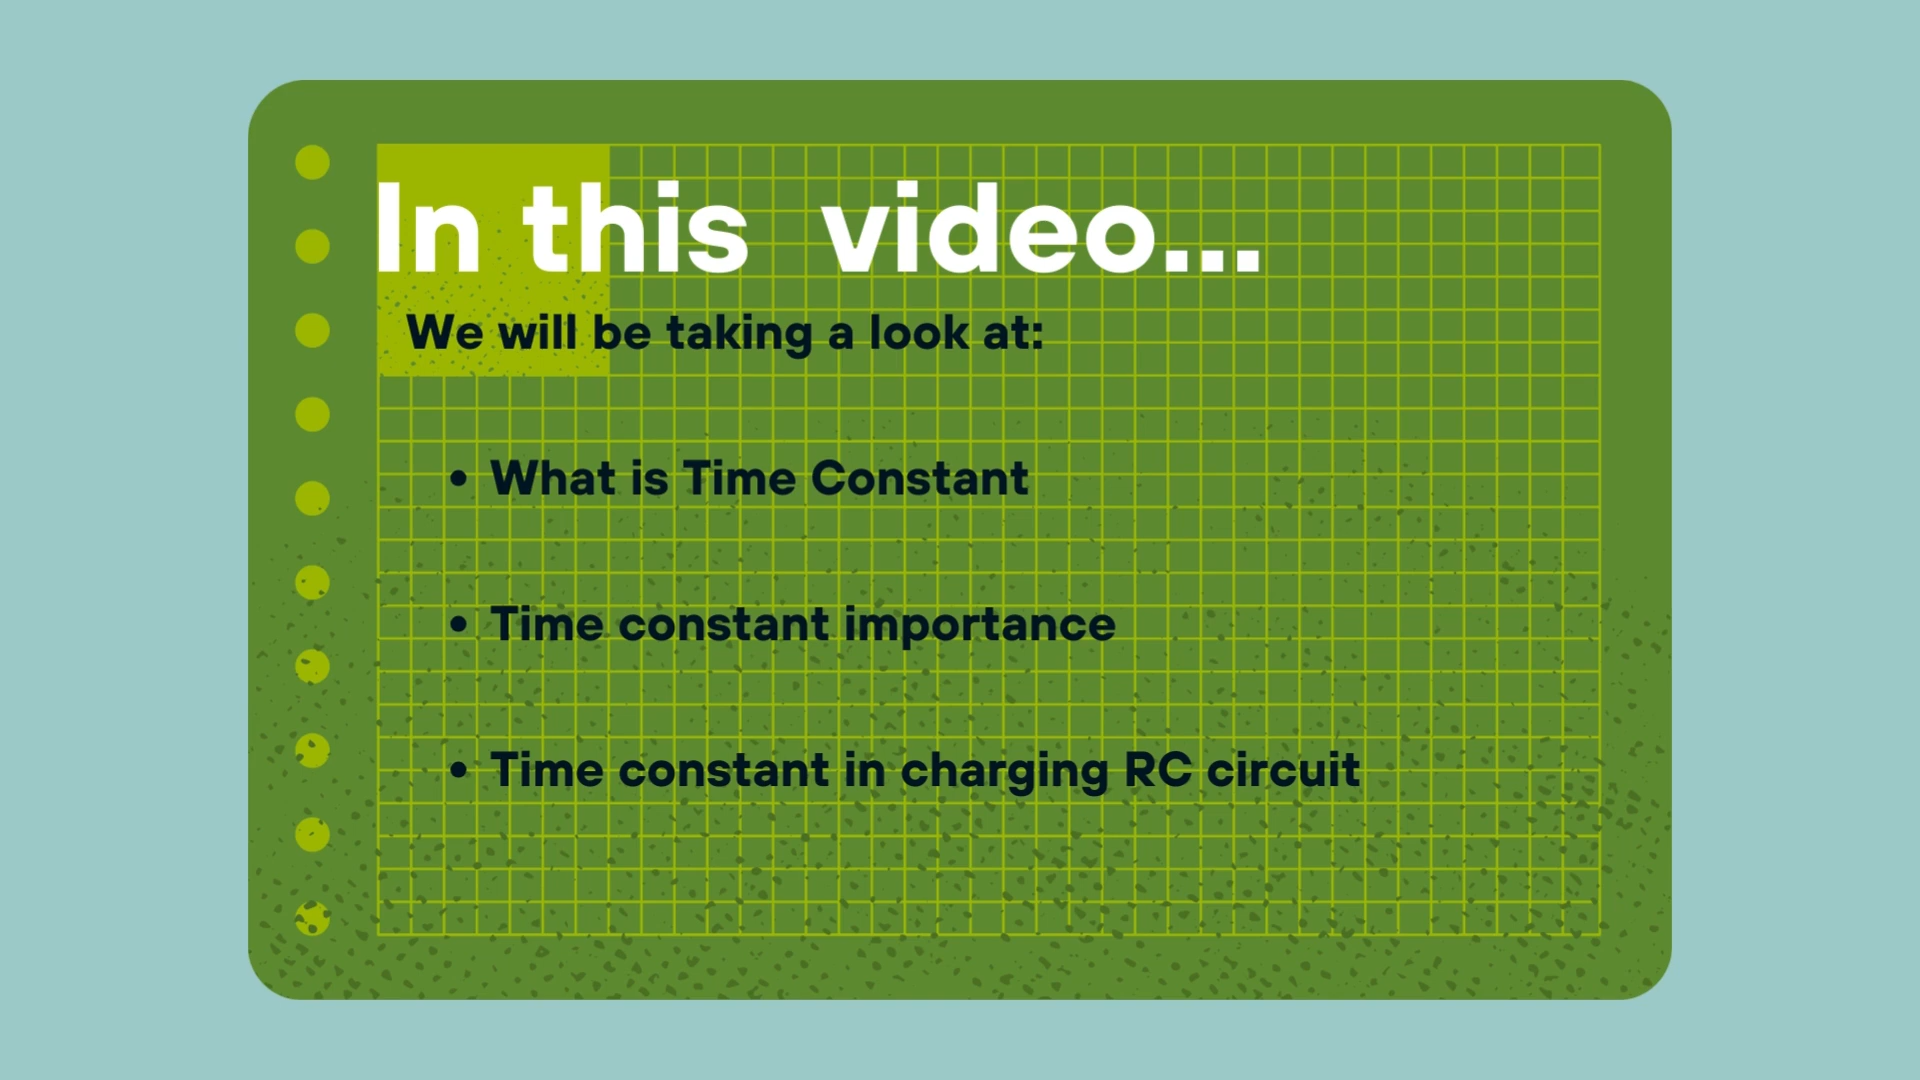 In this video...
We will be taking a look at:
• What is Time Constant
• Time constant importance
• Time constant in charging RC circuit